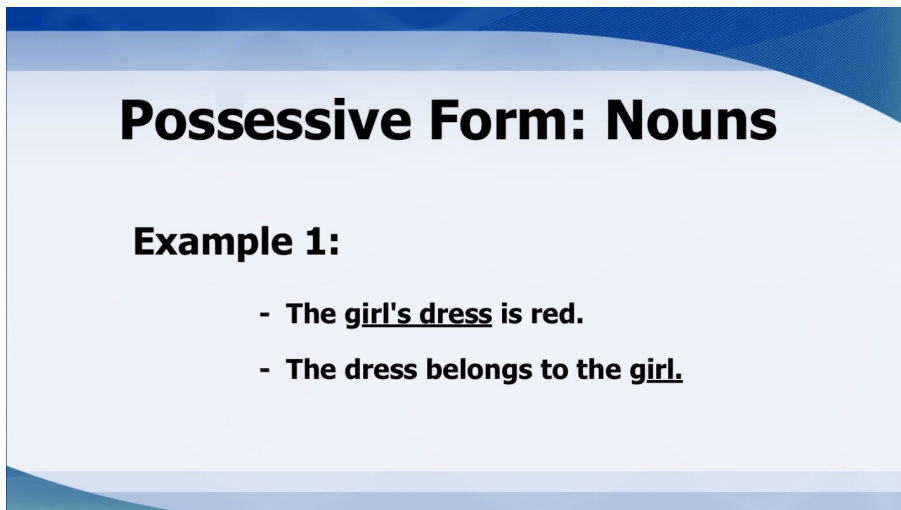 Possessive Form: Nouns
Example 1:
- The girl's dress is red.
- The dress belongs to the girl.